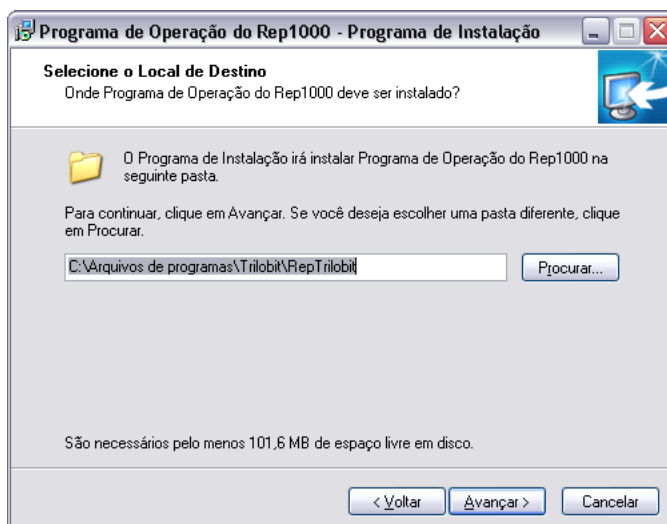 Programa de Operação do Rep1000 - Programa de Instalação
Selecione o Local de Destino
Onde Programa de Operação do Rep1000 deve ser instalado?
O Programa de Instalação irá instalar Programa de Operação do Rep1000 na
seguinte pasta.
Para continuar, clique em Avançar. Se você deseja escolher uma pasta diferente, clique
em Procurar.
C:\Arquivos de programas\Trilobit\RepTrilobit
Procurar...
São necessários pelo menos 101,6 MB de espaço livre em disco.
< Voltar
Avançar >
Cancelar